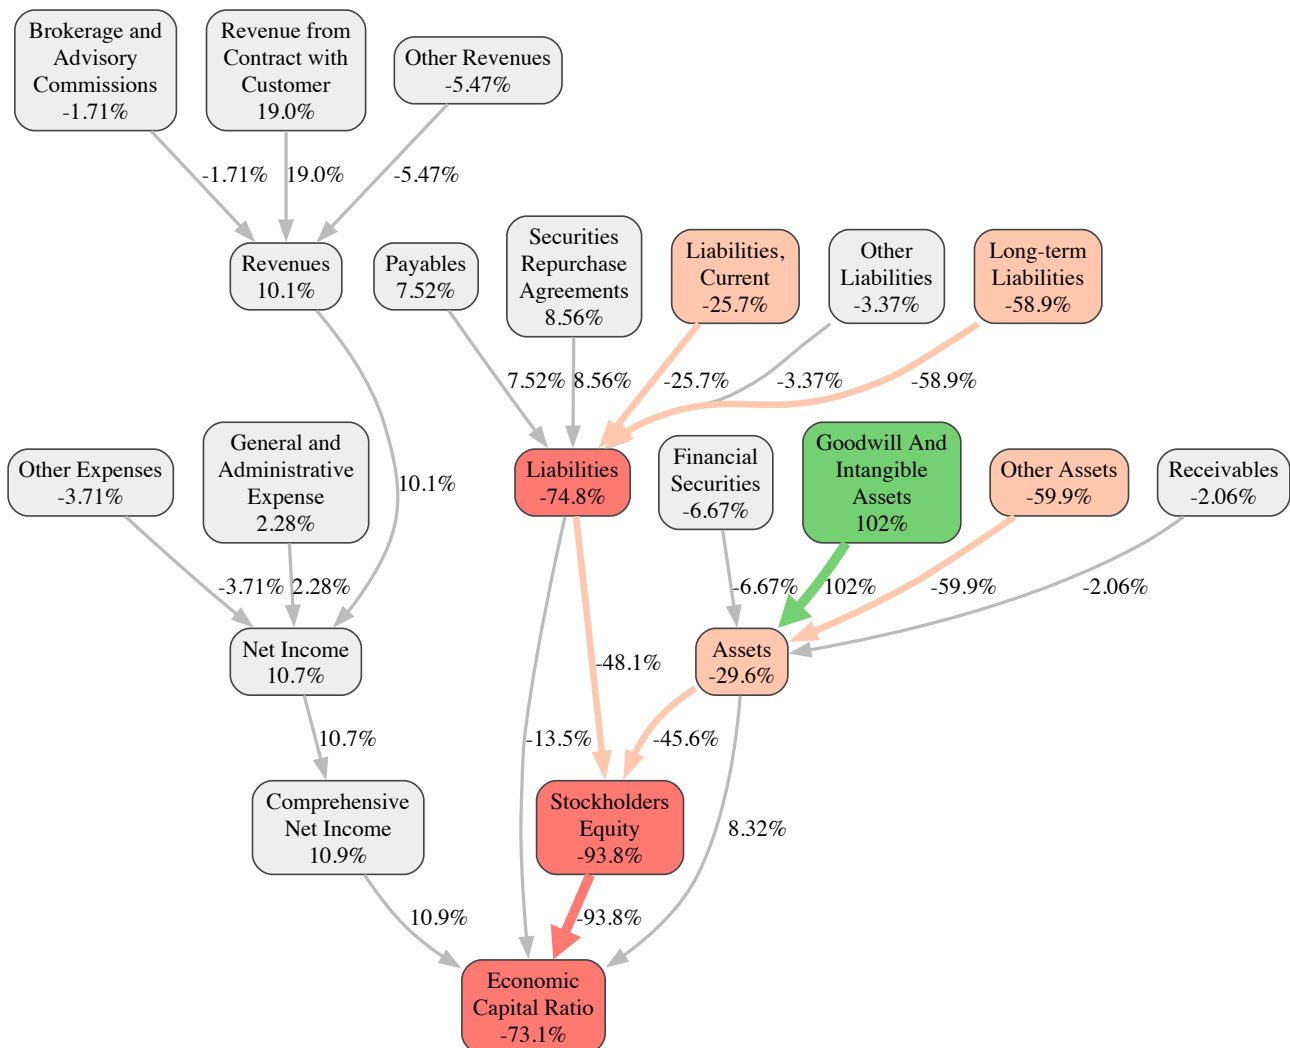 Brokerage and
Advisory
Commissions
-1.71%
Revenue from
Contract with
Customer
19.0%
Other Revenues
-5.47%
-1.71%
19.0%
-5.47%
Revenues
10.1%
Payables
7.52%
Securities
Repurchase
Agreements
8.56%
Liabilities,
Current
-25.7%
Other
Liabilities
-3.37%
Long-term
Liabilities
-58.9%
7.52%
8.56%
-25.7%
-3.37%
-58.9%
Other Expenses
-3.71%
General and
Administrative
Expense
2.28%
10.1%
Liabilities
-74.8%
Financial
Securities
-6.67%
Goodwill And
Intangible
Assets
102%
Other Assets
-59.9%
Receivables
-2.06%
-3.71%
2.28%
-6.67%
102%
-59.9%
-2.06%
Net Income
10.7%
-48.1%
Assets
-29.6%
10.7%
-13.5%
-45.6%
Comprehensive
Net Income
10.9%
Stockholders
Equity
-93.8%
8.32%
10.9%
-93.8%
Economic
Capital Ratio
-73.1%